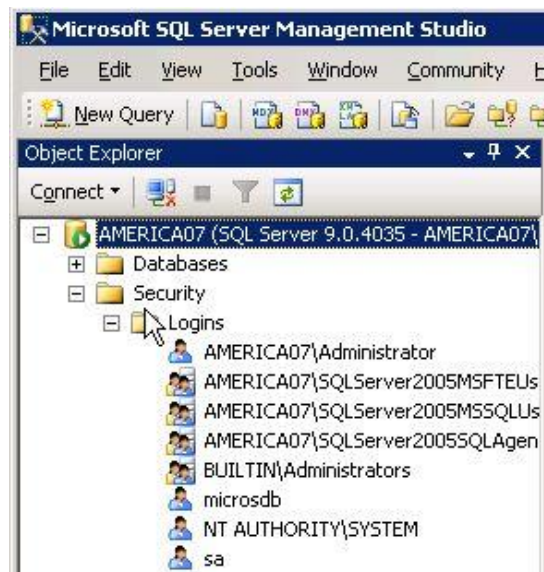 Microsoft SQL Server Management Studio
File Edit View Tools Window Community H
New Query
Object Explorer
Connect
AMERICA07 (SQL Server 9.0.4035 - AMERICA07\
Databases
Security
Logins
AMERICA07\Administrator
AMERICA07\SQLServer2005MSFTEUs
AMERICA07\SQLServer2005MSSQLUs
AMERICA07\SQLServer2005SQLAgen
BUILTIN\Administrators
microsdb
NT AUTHORITY\SYSTEM
sa